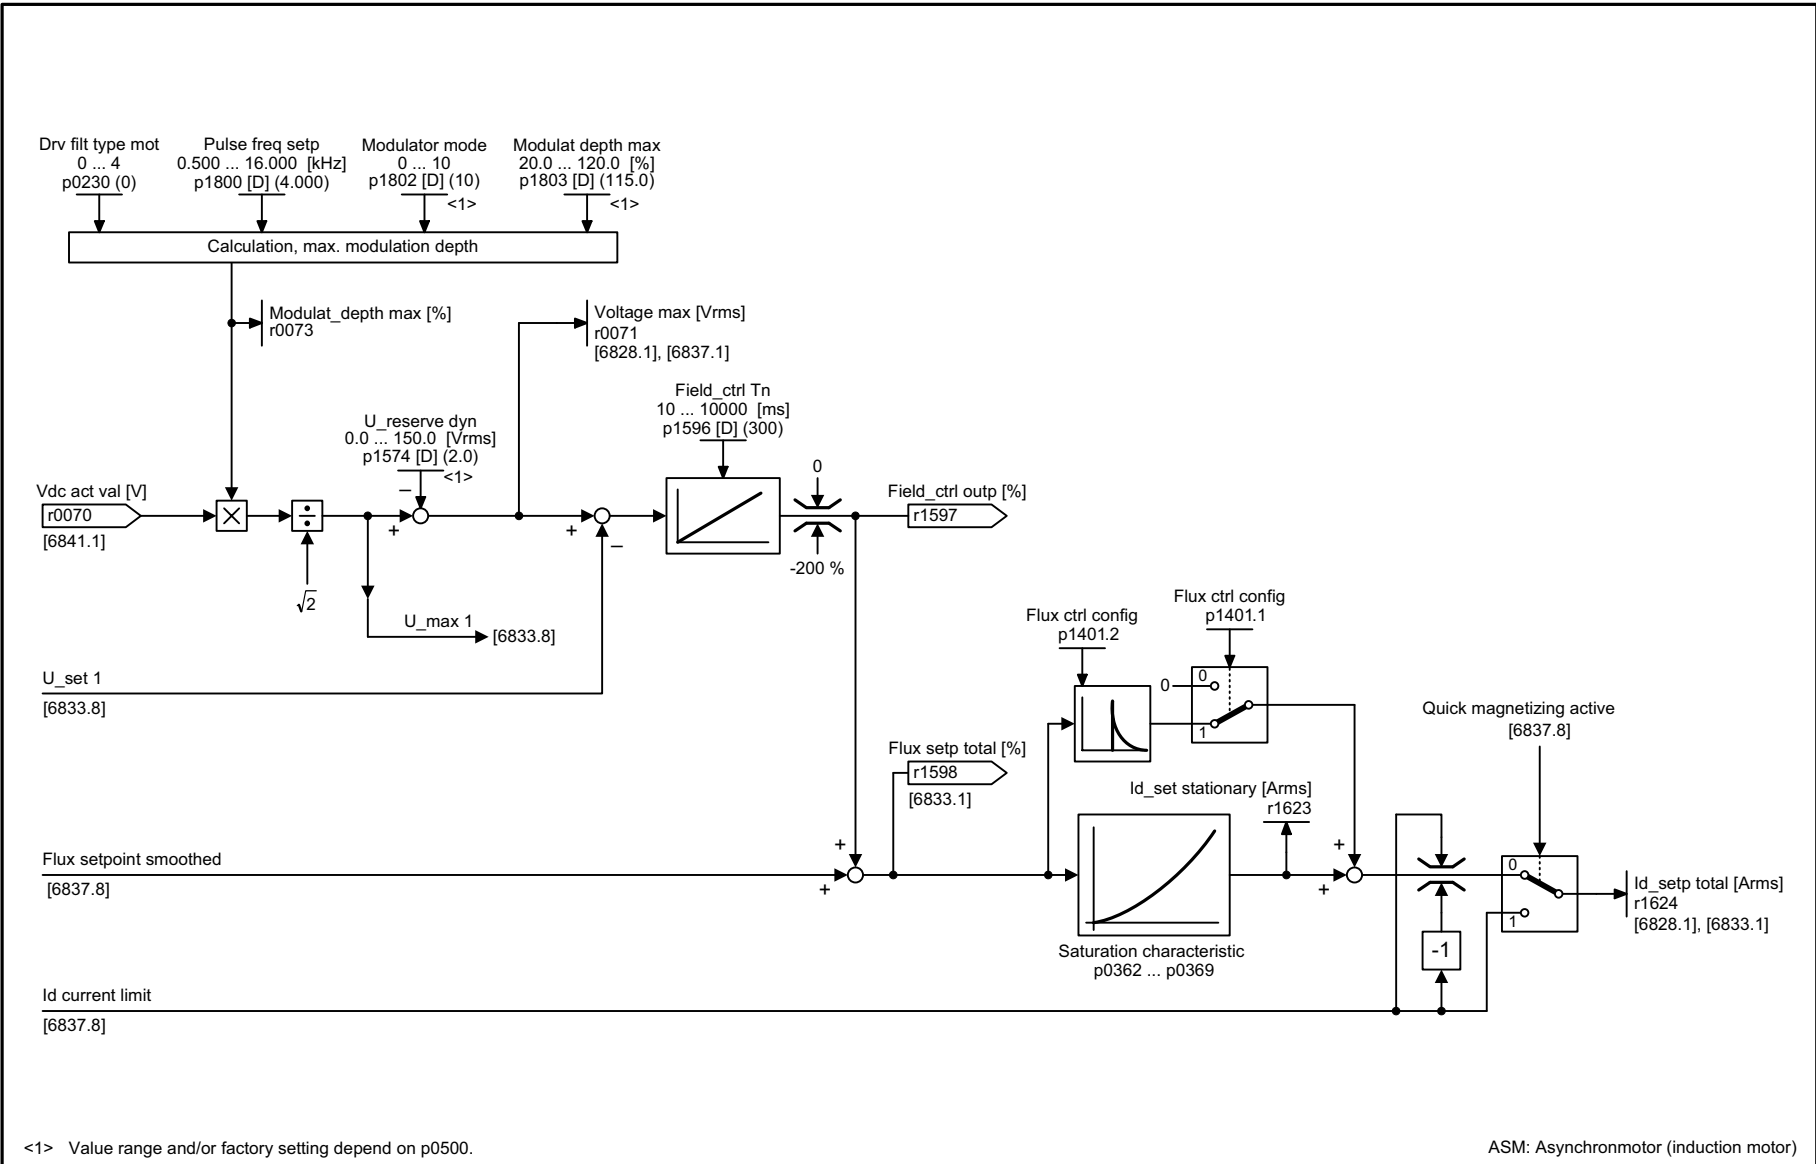 Drv filt type mot
0 ... 4
p0230 (0)
Pulse freq setp
0.500 ... 16.000 [kHz]
p1800 [D] (4.000)
Modulator mode
0 ... 10
p1802 [D] (10)
<1>
Modulat depth max
20.0 ... 120.0 [%]
p1803 [D] (115.0)
<1>
Calculation, max. modulation depth
Modulat_depth max [%]
r0073
Voltage max [Vrms]
r0071
[6828.1], [6837.1]
U_reserve dyn
0.0 ... 150.0 [Vrms]
p1574 [D] (2.0)
<1>
Field_ctrl Tn
10 ... 10000 [ms]
p1596 [D] (300)
Vdc act val [V]
r0070
[6841.1]
×
÷
√2
–
+
+
–
0
-200 %
Field_ctrl outp [%]
r1597
U_max 1
[6833.8]
U_set 1
[6833.8]
Flux ctrl config
p1401.2
Flux ctrl config
p1401.1
0
0
1
Quick magnetizing active
[6837.8]
Flux setp total [%]
r1598
[6833.1]
Id_set stationary [Arms]
r1623
Flux setpoint smoothed
[6837.8]
+
+
+
+
Saturation characteristic
p0362 ... p0369
0
1
-1
Id_setp total [Arms]
r1624
[6828.1], [6833.1]
Id current limit
[6837.8]
<1> Value range and/or factory setting depend on p0500.
ASM: Asynchronmotor (induction motor)